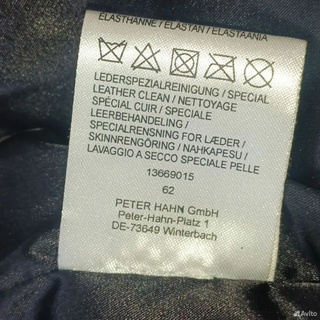 ELASTHANNE / ELASTAN / ELASTAANIA
LEDERSPEZIALREINIGUNG / SPECIAL
LEATHER CLEAN / NETTOYAGE
SPÉCIAL CUIR / SPECIALE
LEERBEHANDELING /
SPECIALRENSNING FOR LÆDER /
SKINNRENGÖRING / NAHKAPESU /
LAVAGGIO A SECCO SPECIALE PELLE
13669015
62
PETER HAHN GmbH
Peter-Hahn-Platz 1
DE-73649 Winterbach
Avito